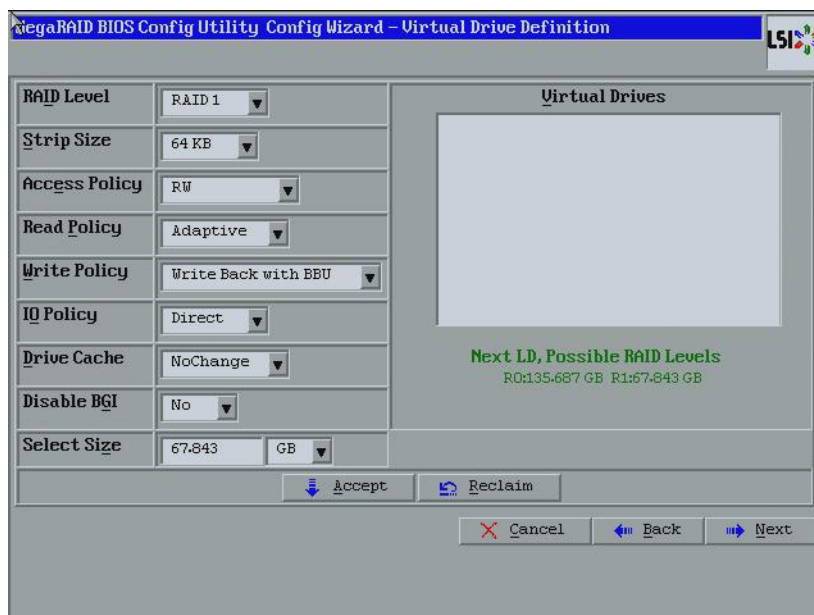 egaRAID BIOS Config Utility Config Wizard – Virtual Drive Definition
LSI
RAID Level RAID 1
Strip Size 64 KB
Access Policy RW
Read Policy Adaptive
Write Policy Write Back with BBU
IO Policy Direct
Drive Cache NoChange
Disable BGI No
Select Size 67.843 GB
Virtual Drives
Next LD, Possible RAID Levels
R0:135.687 GB R1:67.843 GB
Accept Reclaim
Cancel Back Next